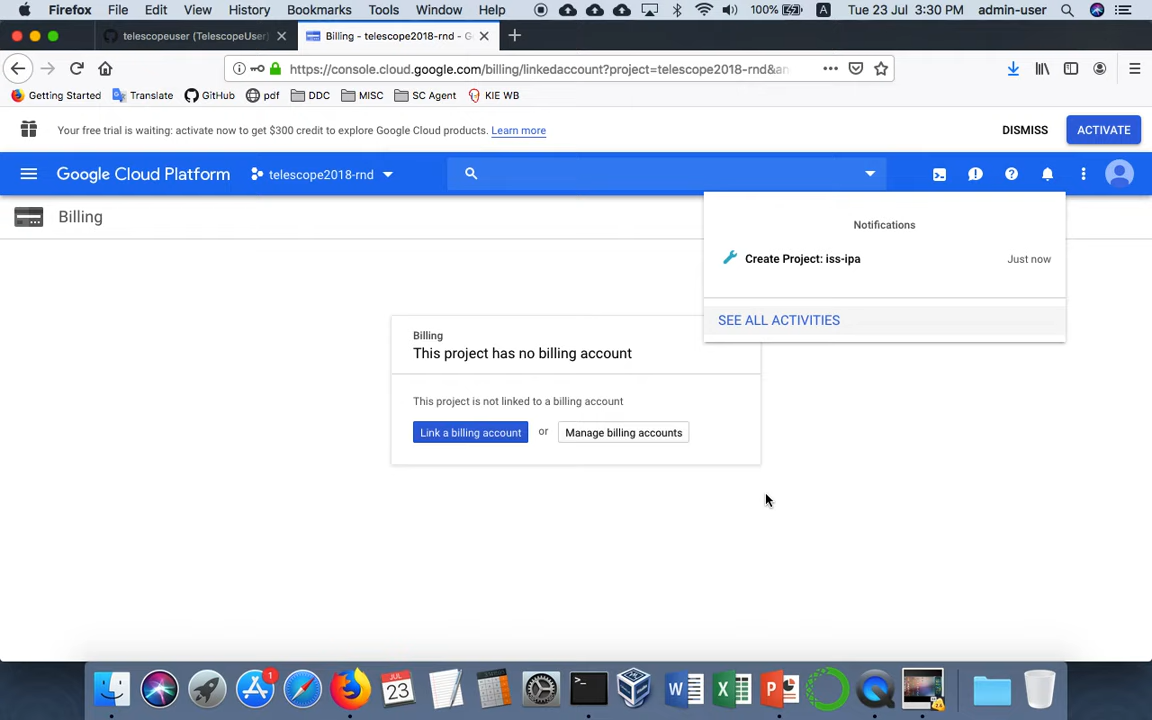 Firefox File Edit View History Bookmarks Tools Window Help 100% A Tue 23 Jul 3:30 PM admin-user
telescopeuser (TelescopeUser)
Billing - telescope2018-rnd - G
https://console.cloud.google.com/billing/linkedaccount?project=telescope2018-rnd&an
Getting Started Translate GitHub pdf DDC MISC SC Agent KIE WB
Your free trial is waiting: activate now to get $300 credit to explore Google Cloud products. Learn more DISMISS ACTIVATE
Google Cloud Platform telescope2018-rnd
Billing
Notifications
Create Project: iss-ipa Just now
SEE ALL ACTIVITIES
Billing
This project has no billing account
This project is not linked to a billing account
Link a billing account or Manage billing accounts
1
JUL
23